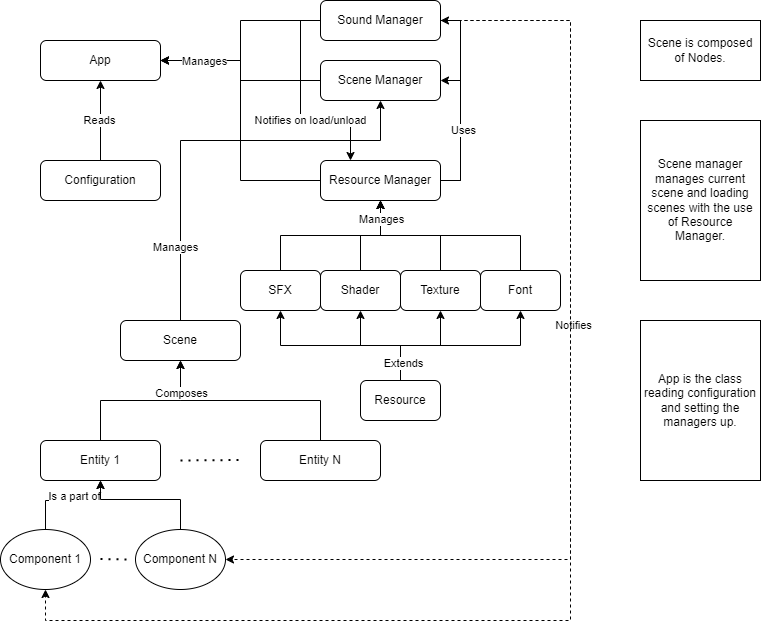 Sound Manager
App
Manages
Scene Manager
Scene is composed
of Nodes.
Reads
Notifies on load/unload
Uses
Configuration
Resource Manager
Scene manager
manages current
scene and loading
scenes with the use
of Resource
Manager.
Manages
Manages
SFX
Shader
Texture
Font
Notifies
Scene
Extends
Composes
Resource
App is the class
reading configuration
and setting the
managers up.
Entity 1
Entity N
Is a part of
Component 1
Component N